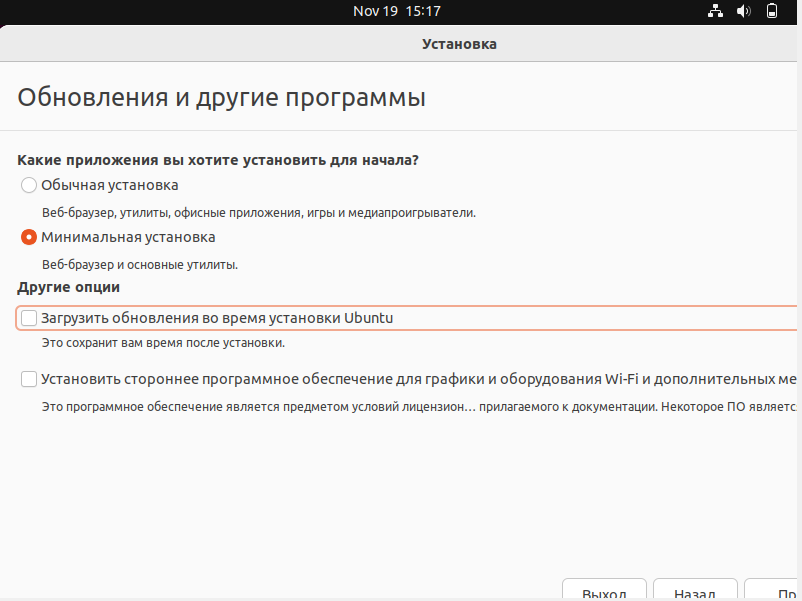 Nov 19 15:17
Установка
Обновления и другие программы
Какие приложения вы хотите установить для начала?
Обычная установка
Веб-браузер, утилиты, офисные приложения, игры и медиапроигрыватели.
Минимальная установка
Веб-браузер и основные утилиты.
Другие опции
Загрузить обновления во время установки Ubuntu
Это сохранит вам время после установки.
Установить стороннее программное обеспечение для графики и оборудования Wi-Fi и дополнительных ме
Это программное обеспечение является предметом условий лицензион… прилагаемого к документации. Некоторое ПО являетс
Выход Назад Пр